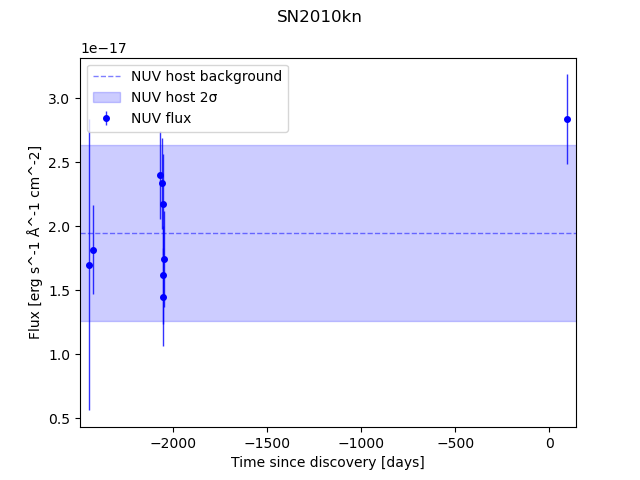 SN2010kn
1e−17
NUV host background
NUV host 2σ
NUV flux
3.0
2.5
2.0
1.5
1.0
0.5
Flux [erg s^-1 Å^-1 cm^-2]
−2000 −1500 −1000 −500 0
Time since discovery [days]